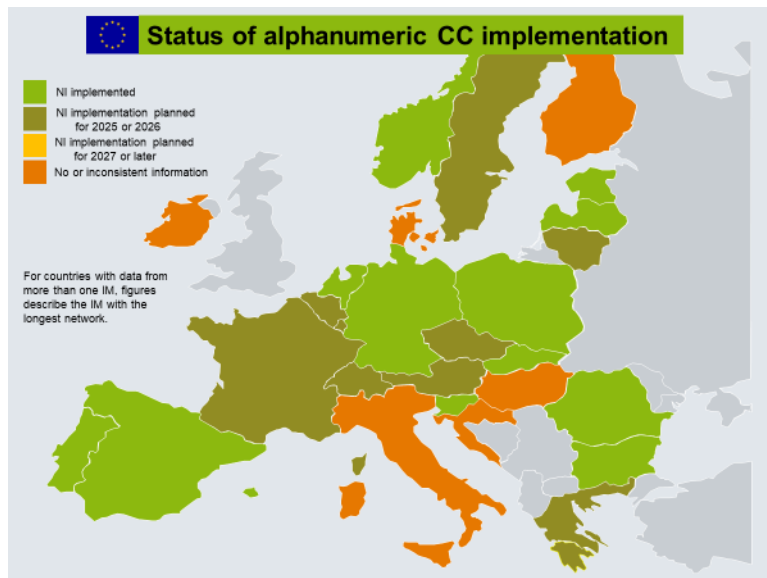 Status of alphanumeric CC implementation
NI implemented
NI implementation planned
for 2025 or 2026
NI implementation planned
for 2027 or later
No or inconsistent information
For countries with data from
more than one IM, figures
describe the IM with the
longest network.